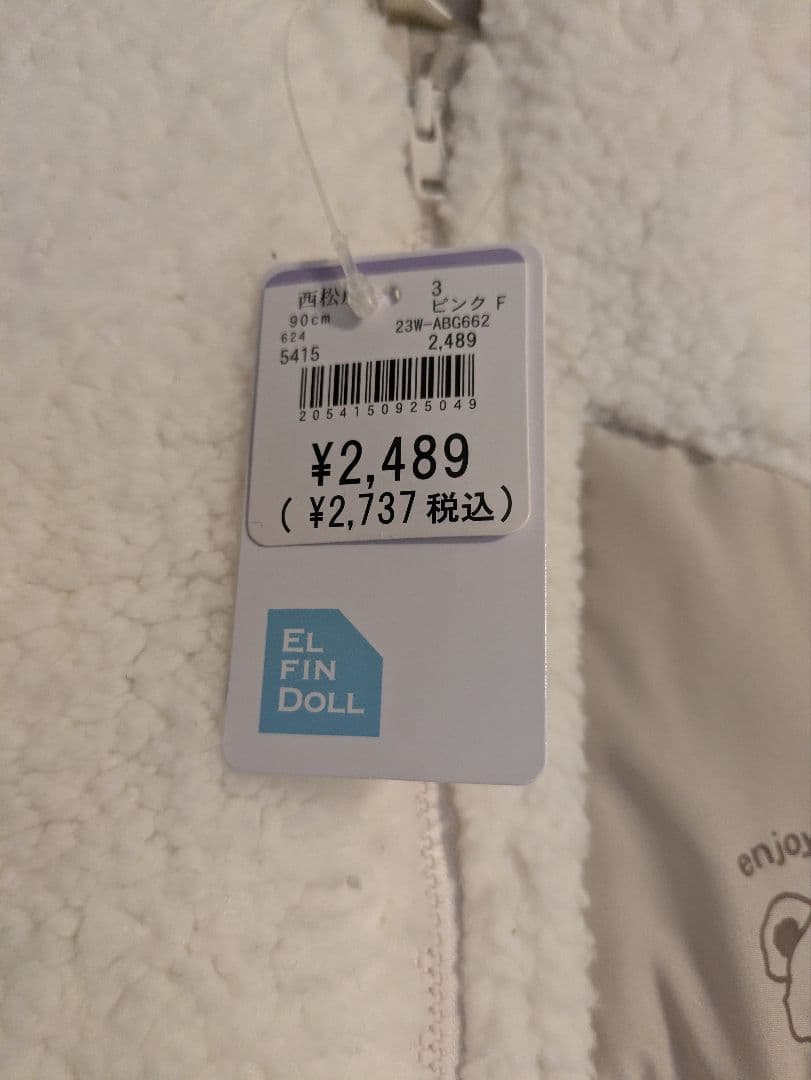 西松
3
90cm
ピンク F
624
23W-ABG662
5415
2,489
2054150925049
¥2,489
(¥2,737 税込)
EL
FIN
DOLL
enjoy